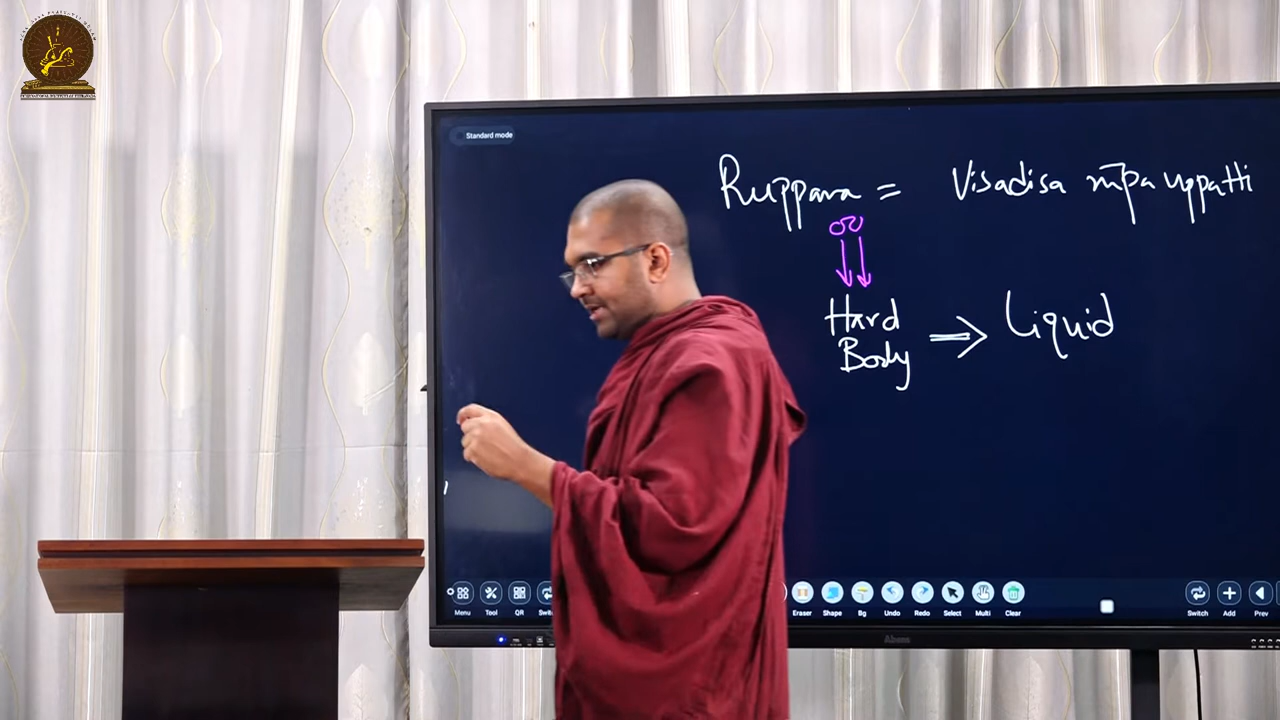 Standard mode
Ruppana = Visadisa rūpa uppatti
Hard
Body ⇒ Liquid
Menu Tool QR Eraser Shape Bg Undo Redo Select Multi Clear Switch Add Prev